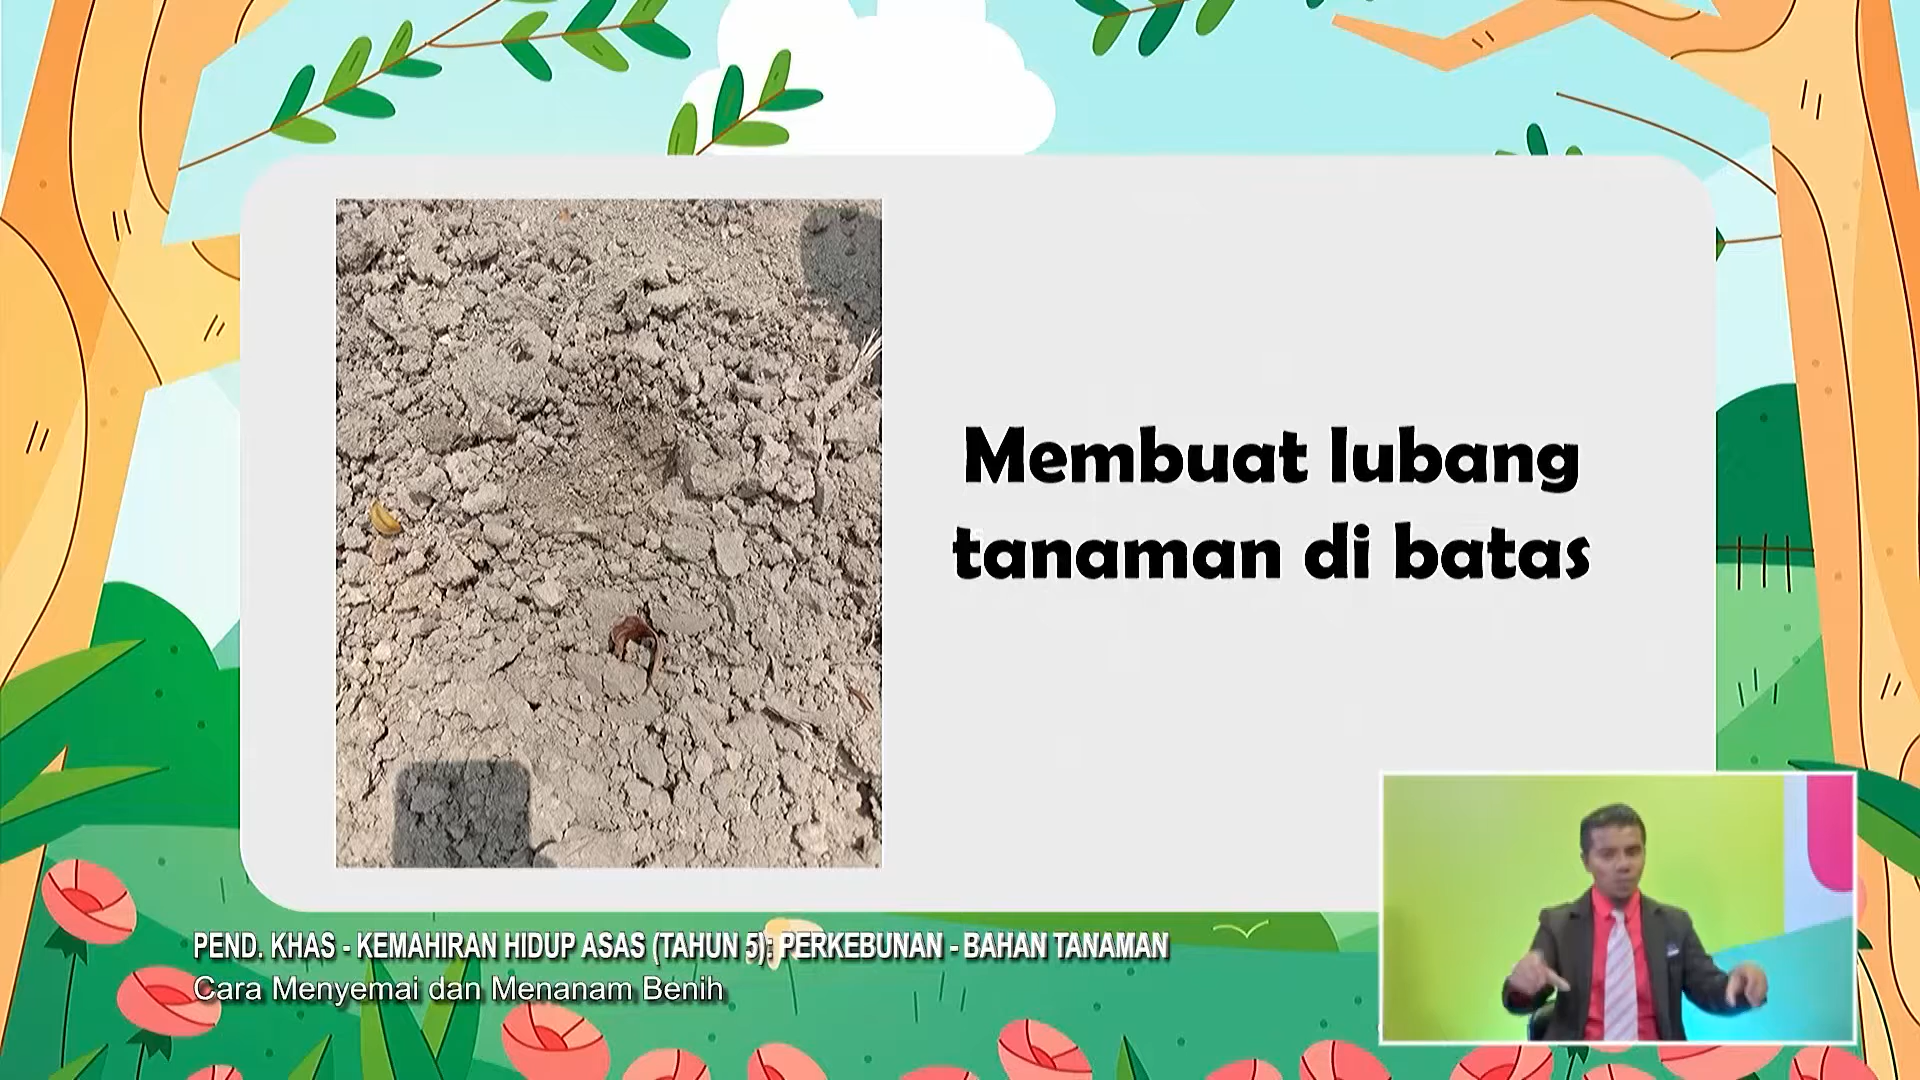 Membuat lubang
tanaman di batas
PEND. KHAS - KEMAHIRAN HIDUP ASAS (TAHUN 5): PERKEBUNAN - BAHAN TANAMAN
Cara Menyemai dan Menanam Benih